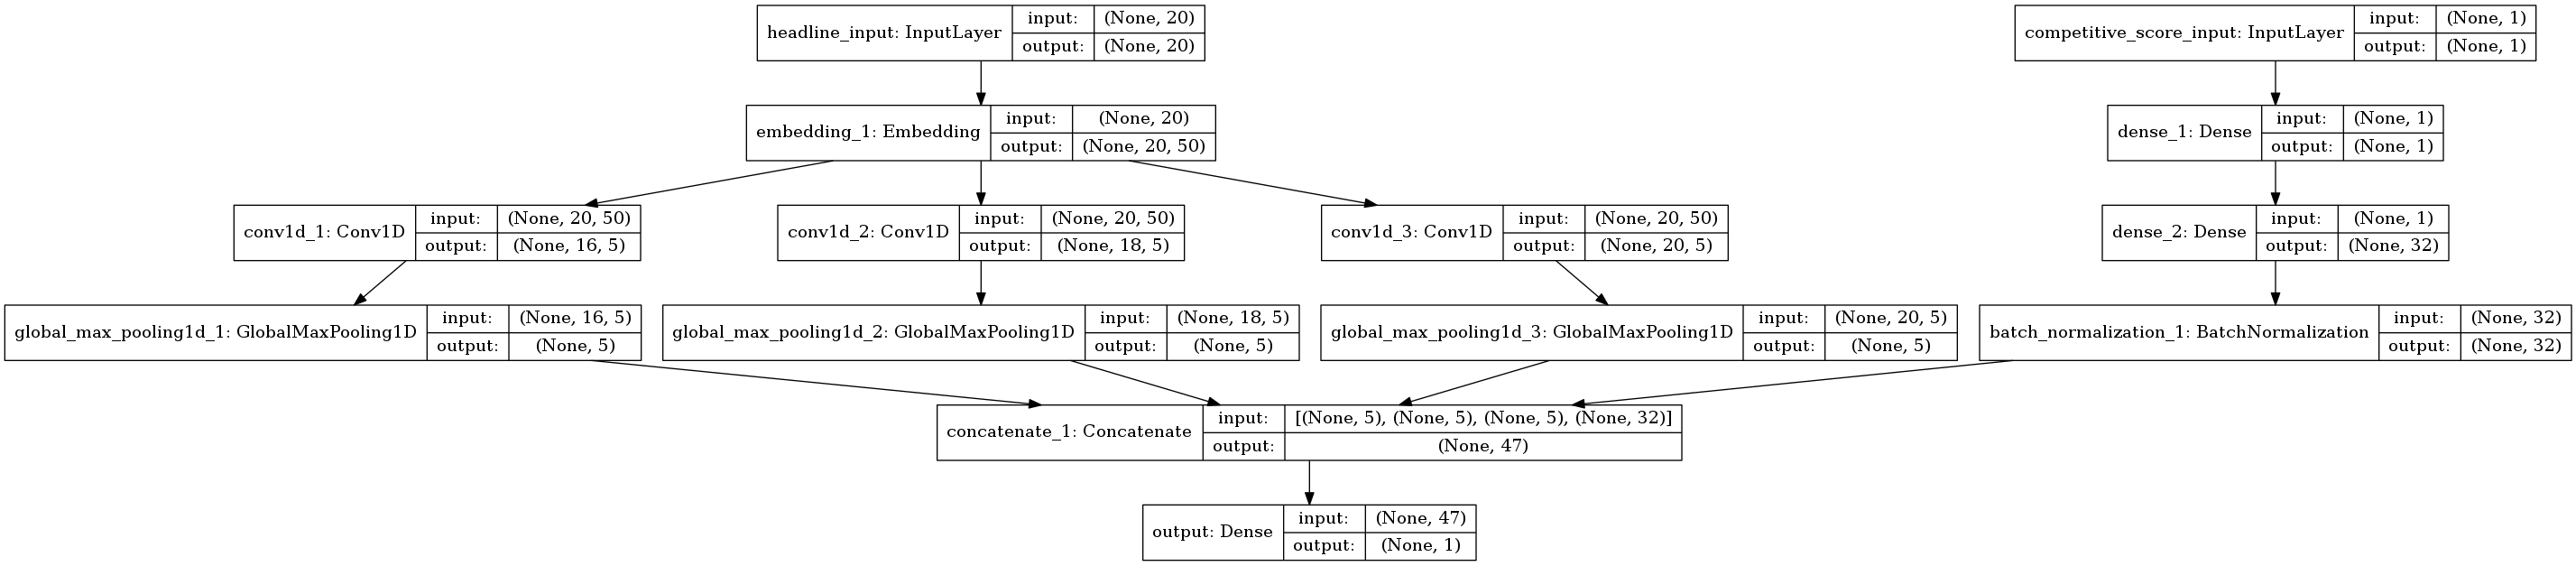 headline_input: InputLayer
input: (None, 20)
output: (None, 20)
competitive_score_input: InputLayer
input: (None, 1)
output: (None, 1)
embedding_1: Embedding
input: (None, 20)
output: (None, 20, 50)
dense_1: Dense
input: (None, 1)
output: (None, 1)
conv1d_1: Conv1D
input: (None, 20, 50)
output: (None, 16, 5)
conv1d_2: Conv1D
input: (None, 20, 50)
output: (None, 18, 5)
conv1d_3: Conv1D
input: (None, 20, 50)
output: (None, 20, 5)
dense_2: Dense
input: (None, 1)
output: (None, 32)
global_max_pooling1d_1: GlobalMaxPooling1D
input: (None, 16, 5)
output: (None, 5)
global_max_pooling1d_2: GlobalMaxPooling1D
input: (None, 18, 5)
output: (None, 5)
global_max_pooling1d_3: GlobalMaxPooling1D
input: (None, 20, 5)
output: (None, 5)
batch_normalization_1: BatchNormalization
input: (None, 32)
output: (None, 32)
concatenate_1: Concatenate
input: [(None, 5), (None, 5), (None, 5), (None, 32)]
output: (None, 47)
output: Dense
input: (None, 47)
output: (None, 1)